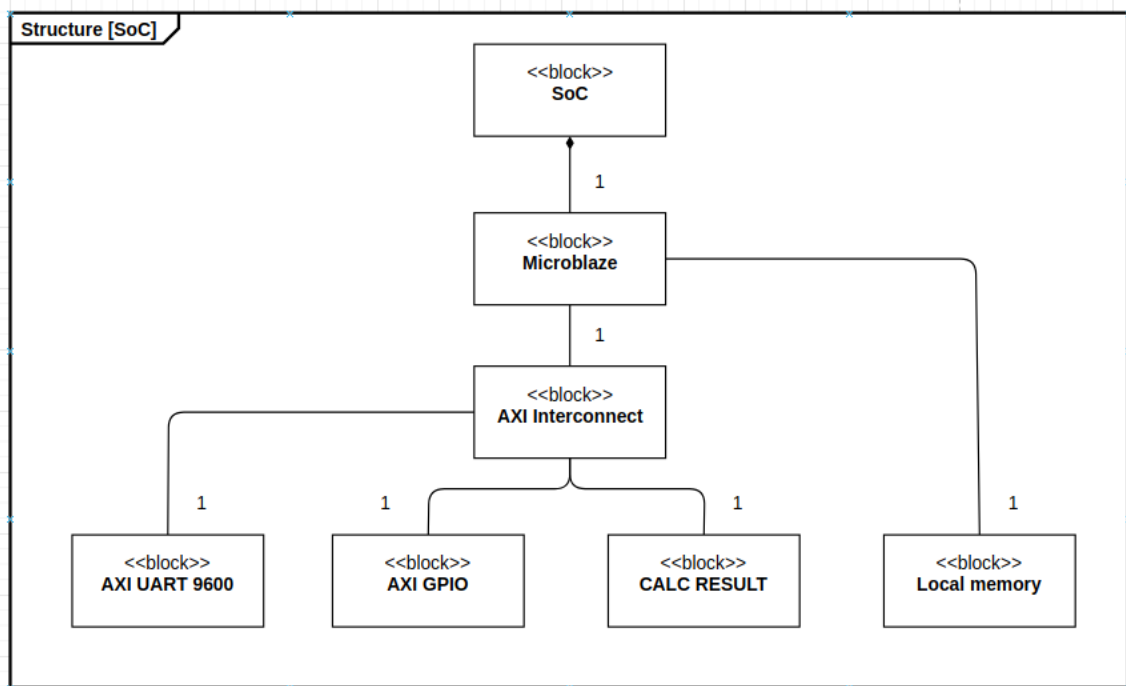 Structure [SoC]
<<block>>
SoC
1
<<block>>
Microblaze
1
<<block>>
AXI Interconnect
1
1
1
1
<<block>>
AXI UART 9600
<<block>>
AXI GPIO
<<block>>
CALC RESULT
<<block>>
Local memory